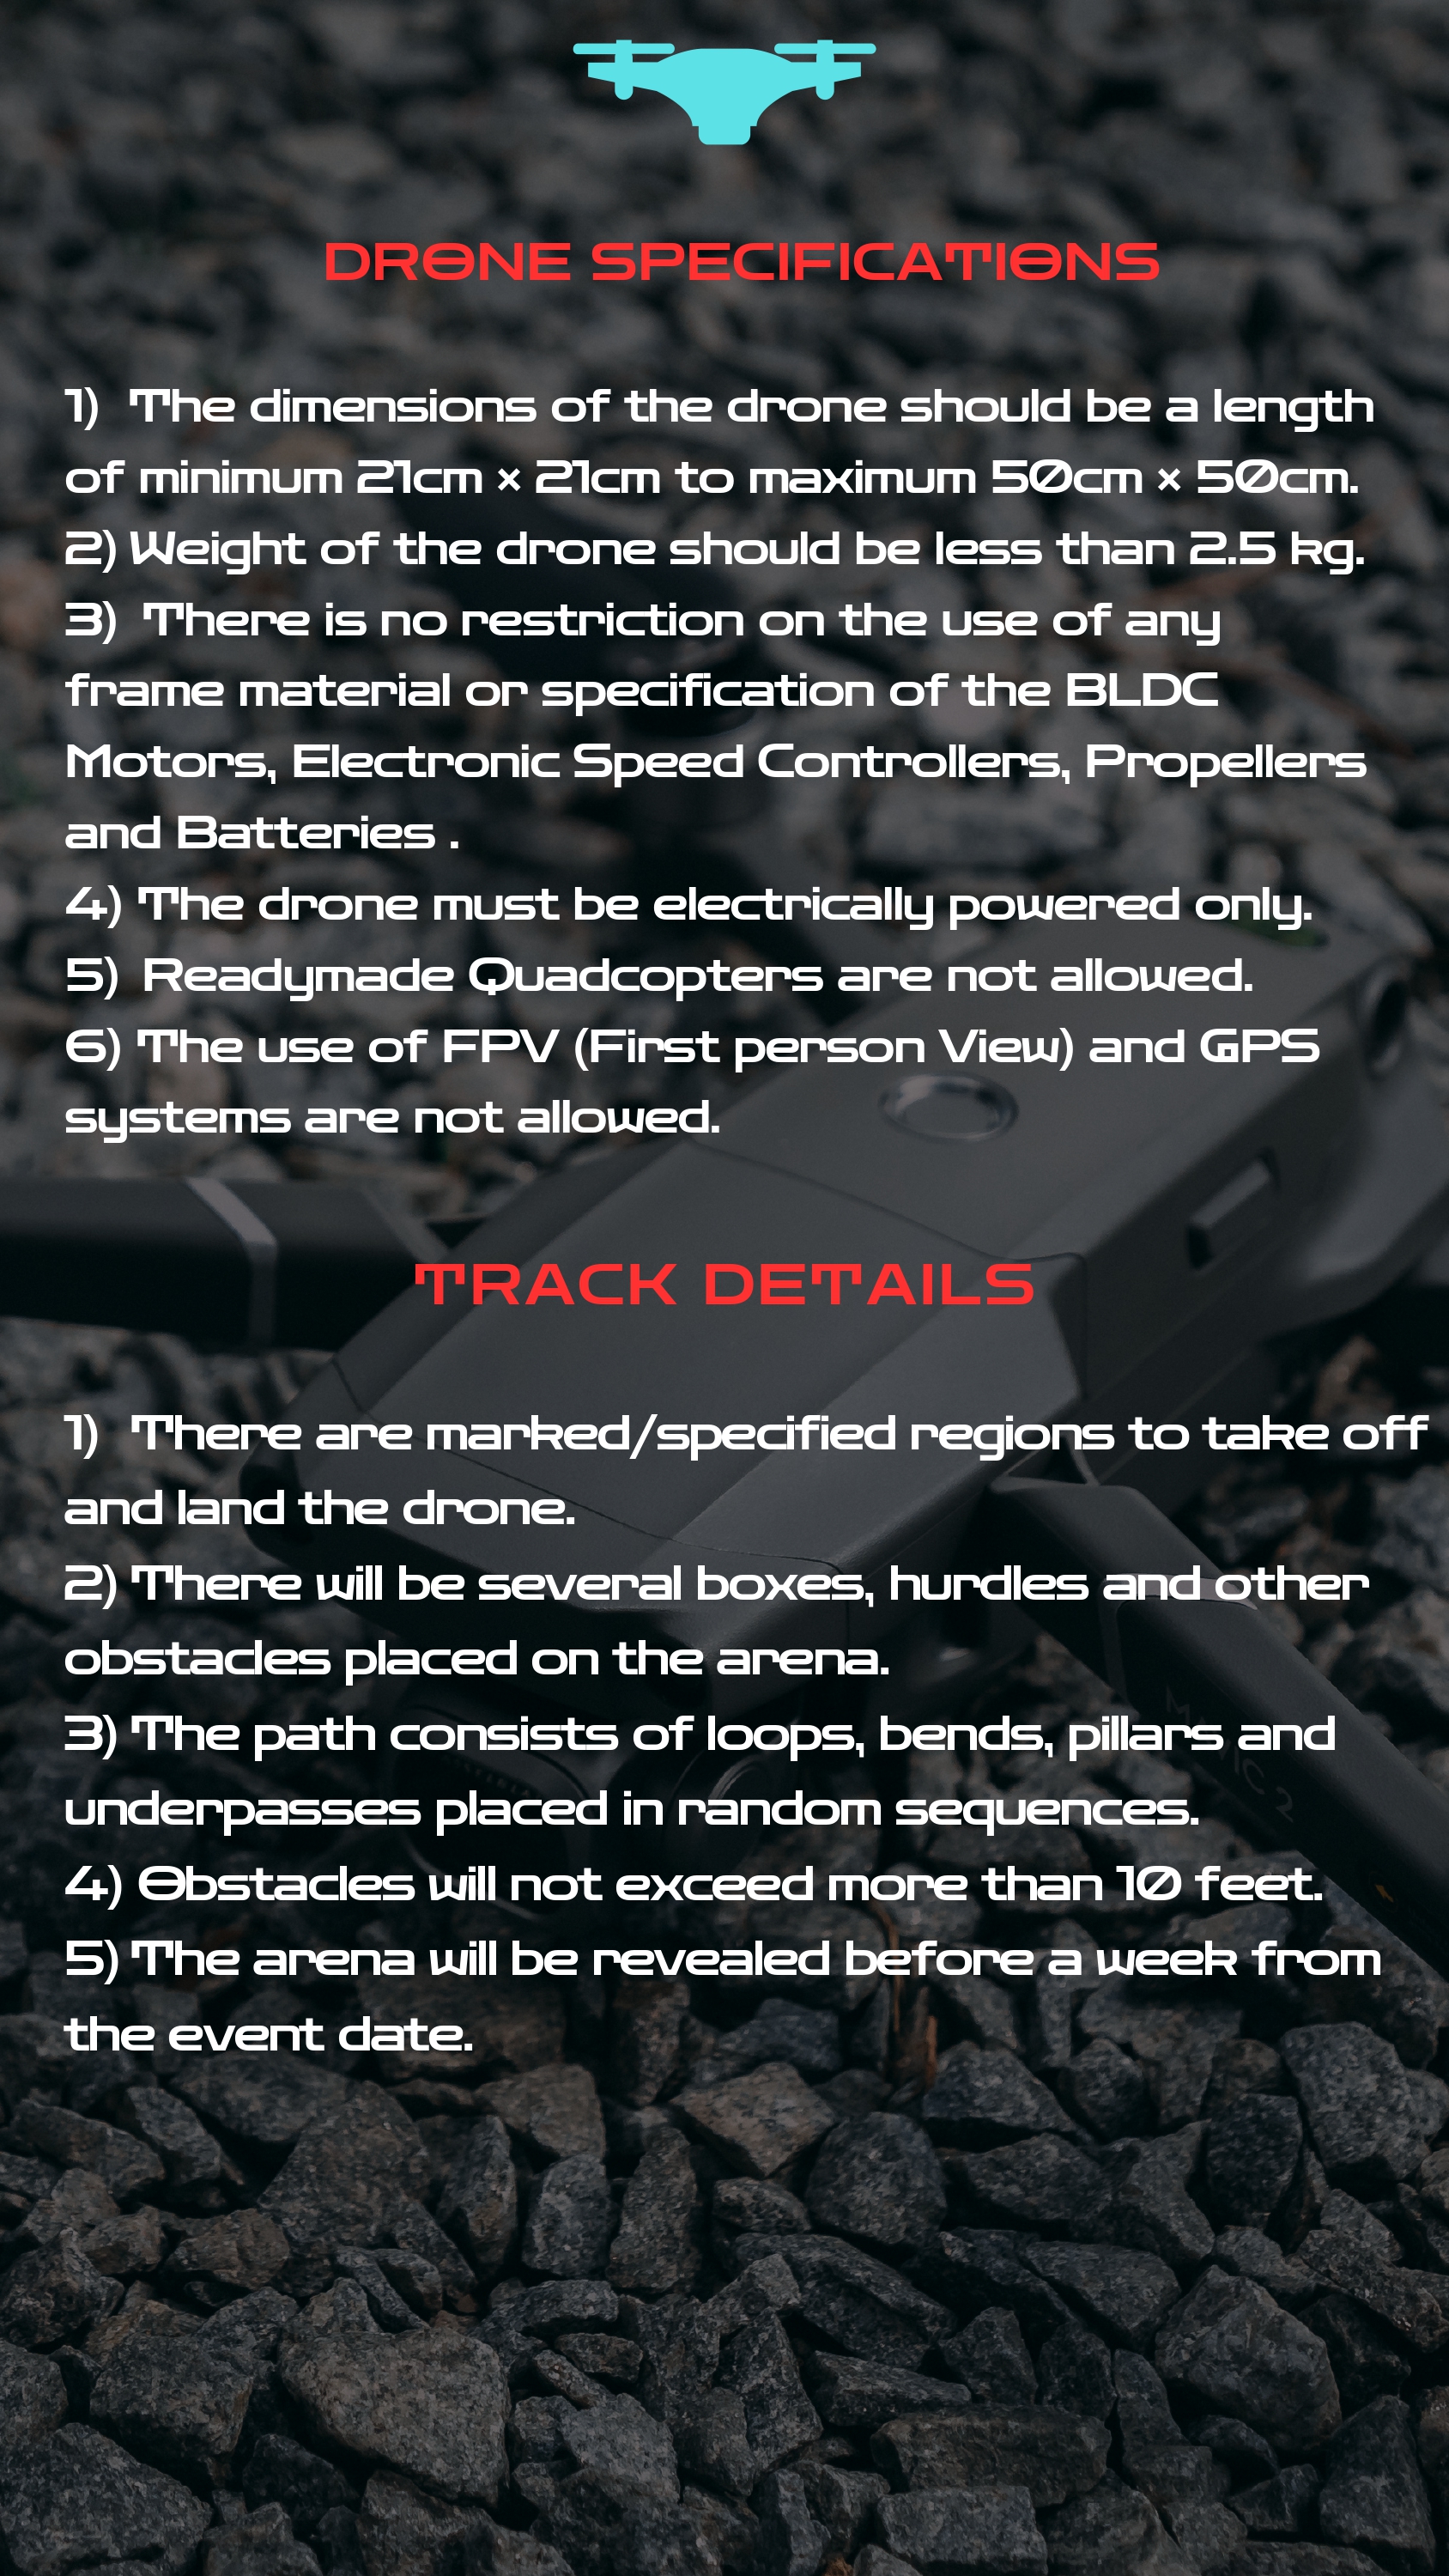 DRONE SPECIFICATIONS
1) The dimensions of the drone should be a length
of minimum 21cm × 21cm to maximum 50cm × 50cm.
2) Weight of the drone should be less than 2.5 kg.
3) There is no restriction on the use of any
frame material or specification of the BLDC
Motors, Electronic Speed Controllers, Propellers
and Batteries .
4) The drone must be electrically powered only.
5) Readymade Quadcopters are not allowed.
6) The use of FPV (First person View) and GPS
systems are not allowed.
TRACK DETAILS
1) There are marked/specified regions to take off
and land the drone.
2) There will be several boxes, hurdles and other
obstacles placed on the arena.
3) The path consists of loops, bends, pillars and
underpasses placed in random sequences.
4) Obstacles will not exceed more than 10 feet.
5) The arena will be revealed before a week from
the event date.